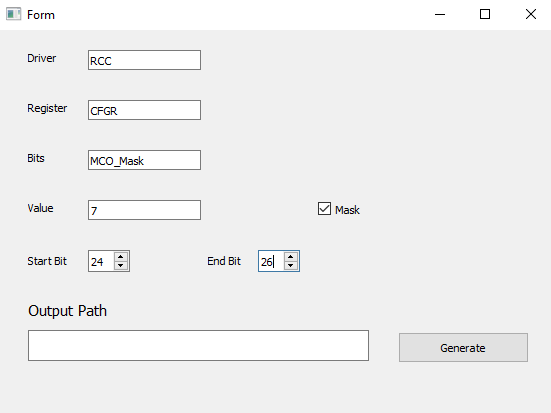 Form
Driver RCC
Register CFGR
Bits MCO_Mask
Value 7 Mask
Start Bit 24 End Bit 26
Output Path
Generate